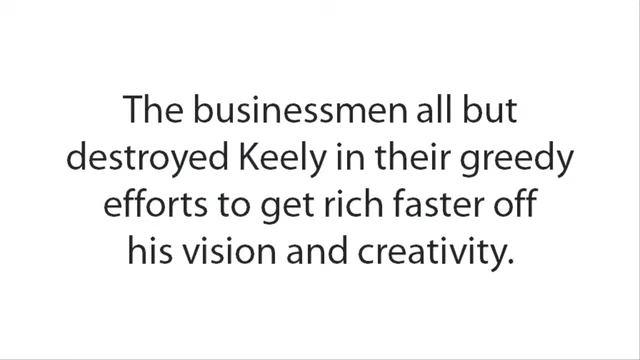 The businessmen all but
destroyed Keely in their greedy
efforts to get rich faster off
his vision and creativity.